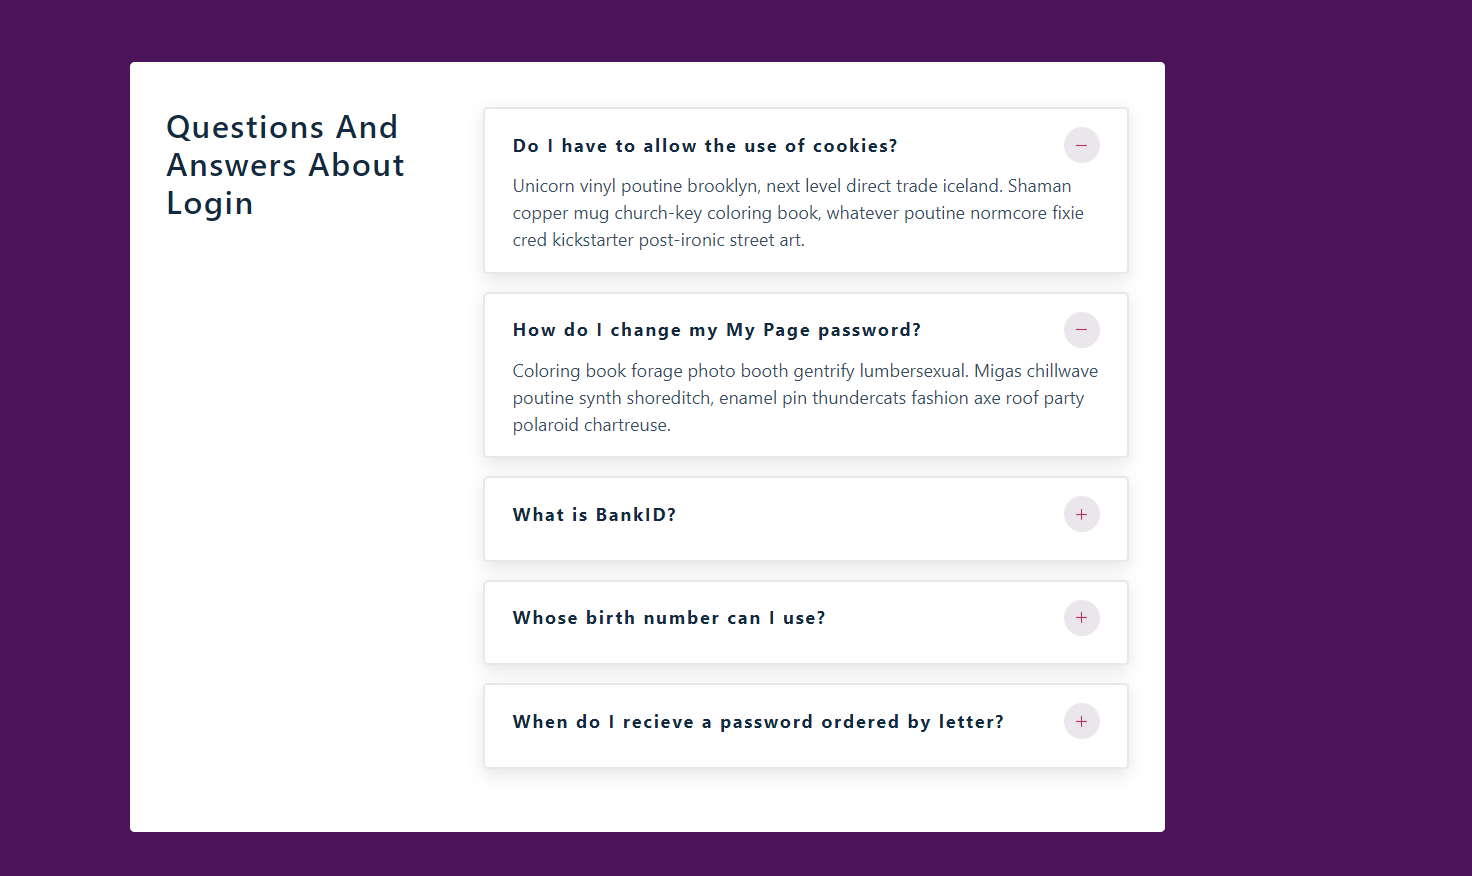 Questions And
Answers About
Login
Do I have to allow the use of cookies?
Unicorn vinyl poutine brooklyn, next level direct trade iceland. Shaman
copper mug church-key coloring book, whatever poutine normcore fixie
cred kickstarter post-ironic street art.
How do I change my My Page password?
Coloring book forage photo booth gentrify lumbersexual. Migas chillwave
poutine synth shoreditch, enamel pin thundercats fashion axe roof party
polaroid chartreuse.
What is BankID?
Whose birth number can I use?
When do I recieve a password ordered by letter?